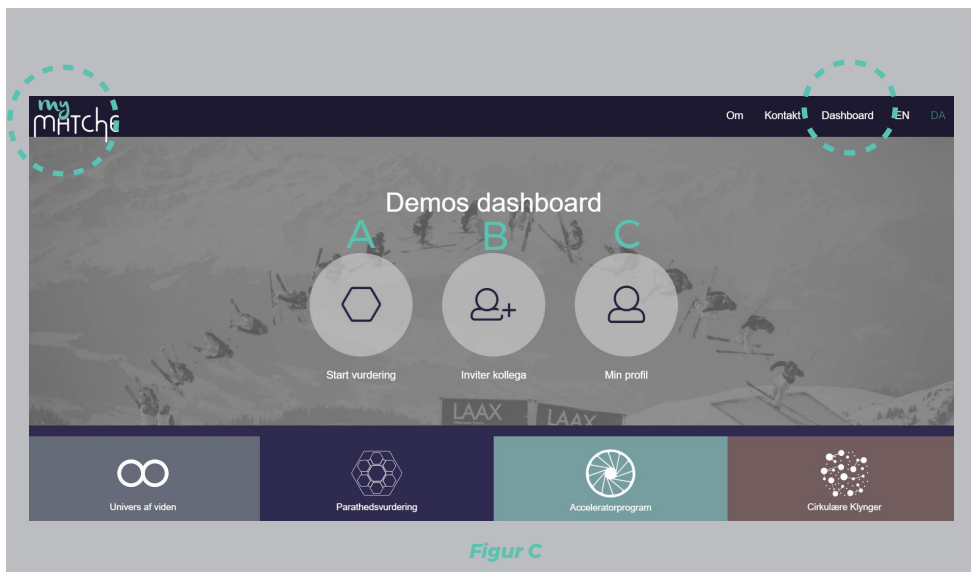 my
MATChE
Om Kontakt Dashboard EN DA
Demos dashboard
A B C
Start vurdering Inviter kollega Min profil
LAAX LAAX
Univers af viden Parathedsvurdering Acceleratorprogram Cirkulære Klynger
Figur C